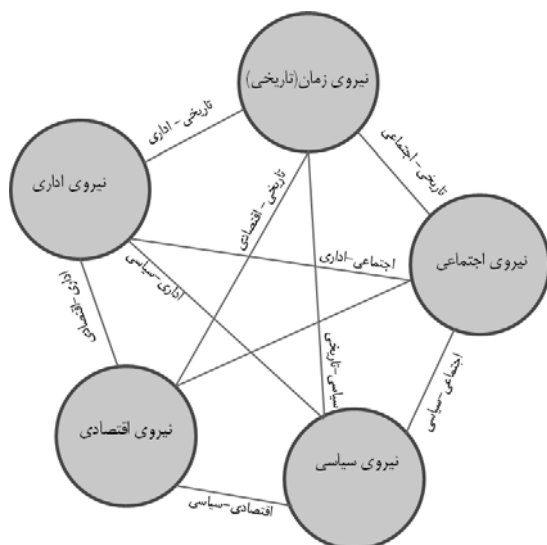 نیروی زمان(تاریخی)
تاریخی - اداری
تاریخی - اجتماعی
نیروی اداری
تاریخی - اقتصادی
نیروی اجتماعی
اجتماعی-اداری
اداری-سیاسی
اداری-اقتصادی
سیاسی-تاریخی
اجتماعی-سیاسی
نیروی اقتصادی
نیروی سیاسی
اقتصادی-سیاسی